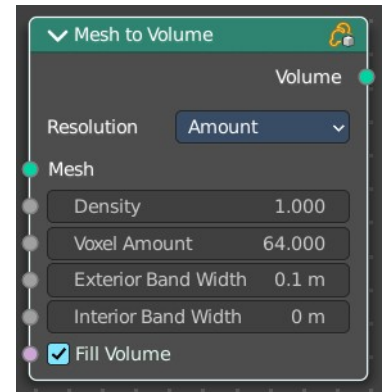 Mesh to Volume
Volume
Resolution Amount
Mesh
Density 1.000
Voxel Amount 64.000
Exterior Band Width 0.1 m
Interior Band Width 0 m
Fill Volume